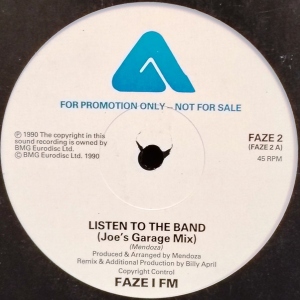 FOR PROMOTION ONLY – NOT FOR SALE
℗ 1990 The copyright in this
sound recording is owned by
BMG Eurodisc Ltd.
© BMG Eurodisc Ltd. 1990
FAZE 2
(FAZE 2 A)
45 RPM
LISTEN TO THE BAND
(Joe's Garage Mix)
(Mendoza)
Produced & Arranged by Mendoza
Remix & Additional Production by Billy April
Copyright Control
FAZE I FM